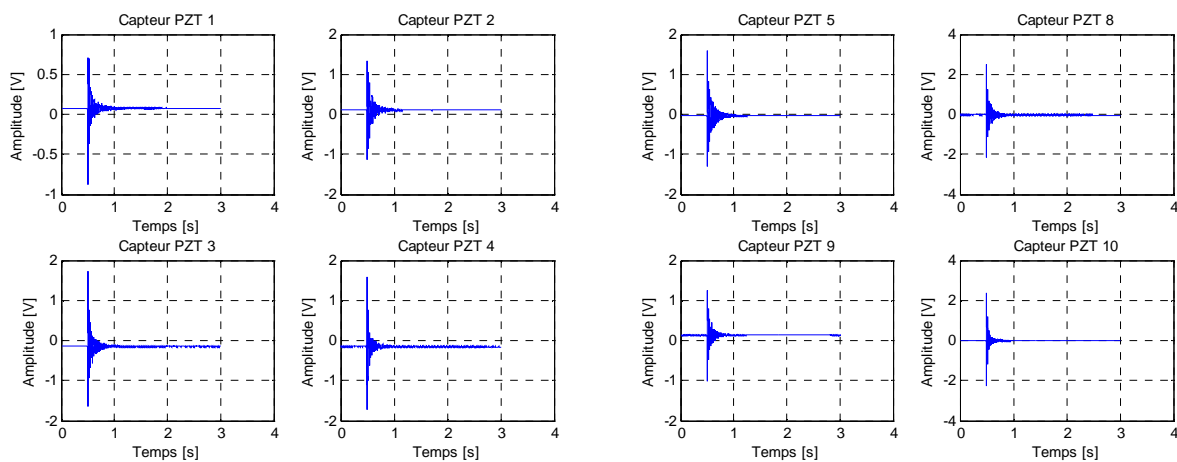 Capteur PZT 1
Amplitude [V]
1
0.5
0
-0.5
-1
0 1 2 3 4
Temps [s]
Capteur PZT 2
Amplitude [V]
2
1
0
-1
-2
0 1 2 3 4
Temps [s]
Capteur PZT 5
Amplitude [V]
2
1
0
-1
-2
0 1 2 3 4
Temps [s]
Capteur PZT 8
Amplitude [V]
4
2
0
-2
-4
0 1 2 3 4
Temps [s]
Capteur PZT 3
Amplitude [V]
2
1
0
-1
-2
0 1 2 3 4
Temps [s]
Capteur PZT 4
Amplitude [V]
2
1
0
-1
-2
0 1 2 3 4
Temps [s]
Capteur PZT 9
Amplitude [V]
2
1
0
-1
-2
0 1 2 3 4
Temps [s]
Capteur PZT 10
Amplitude [V]
4
2
0
-2
-4
0 1 2 3 4
Temps [s]